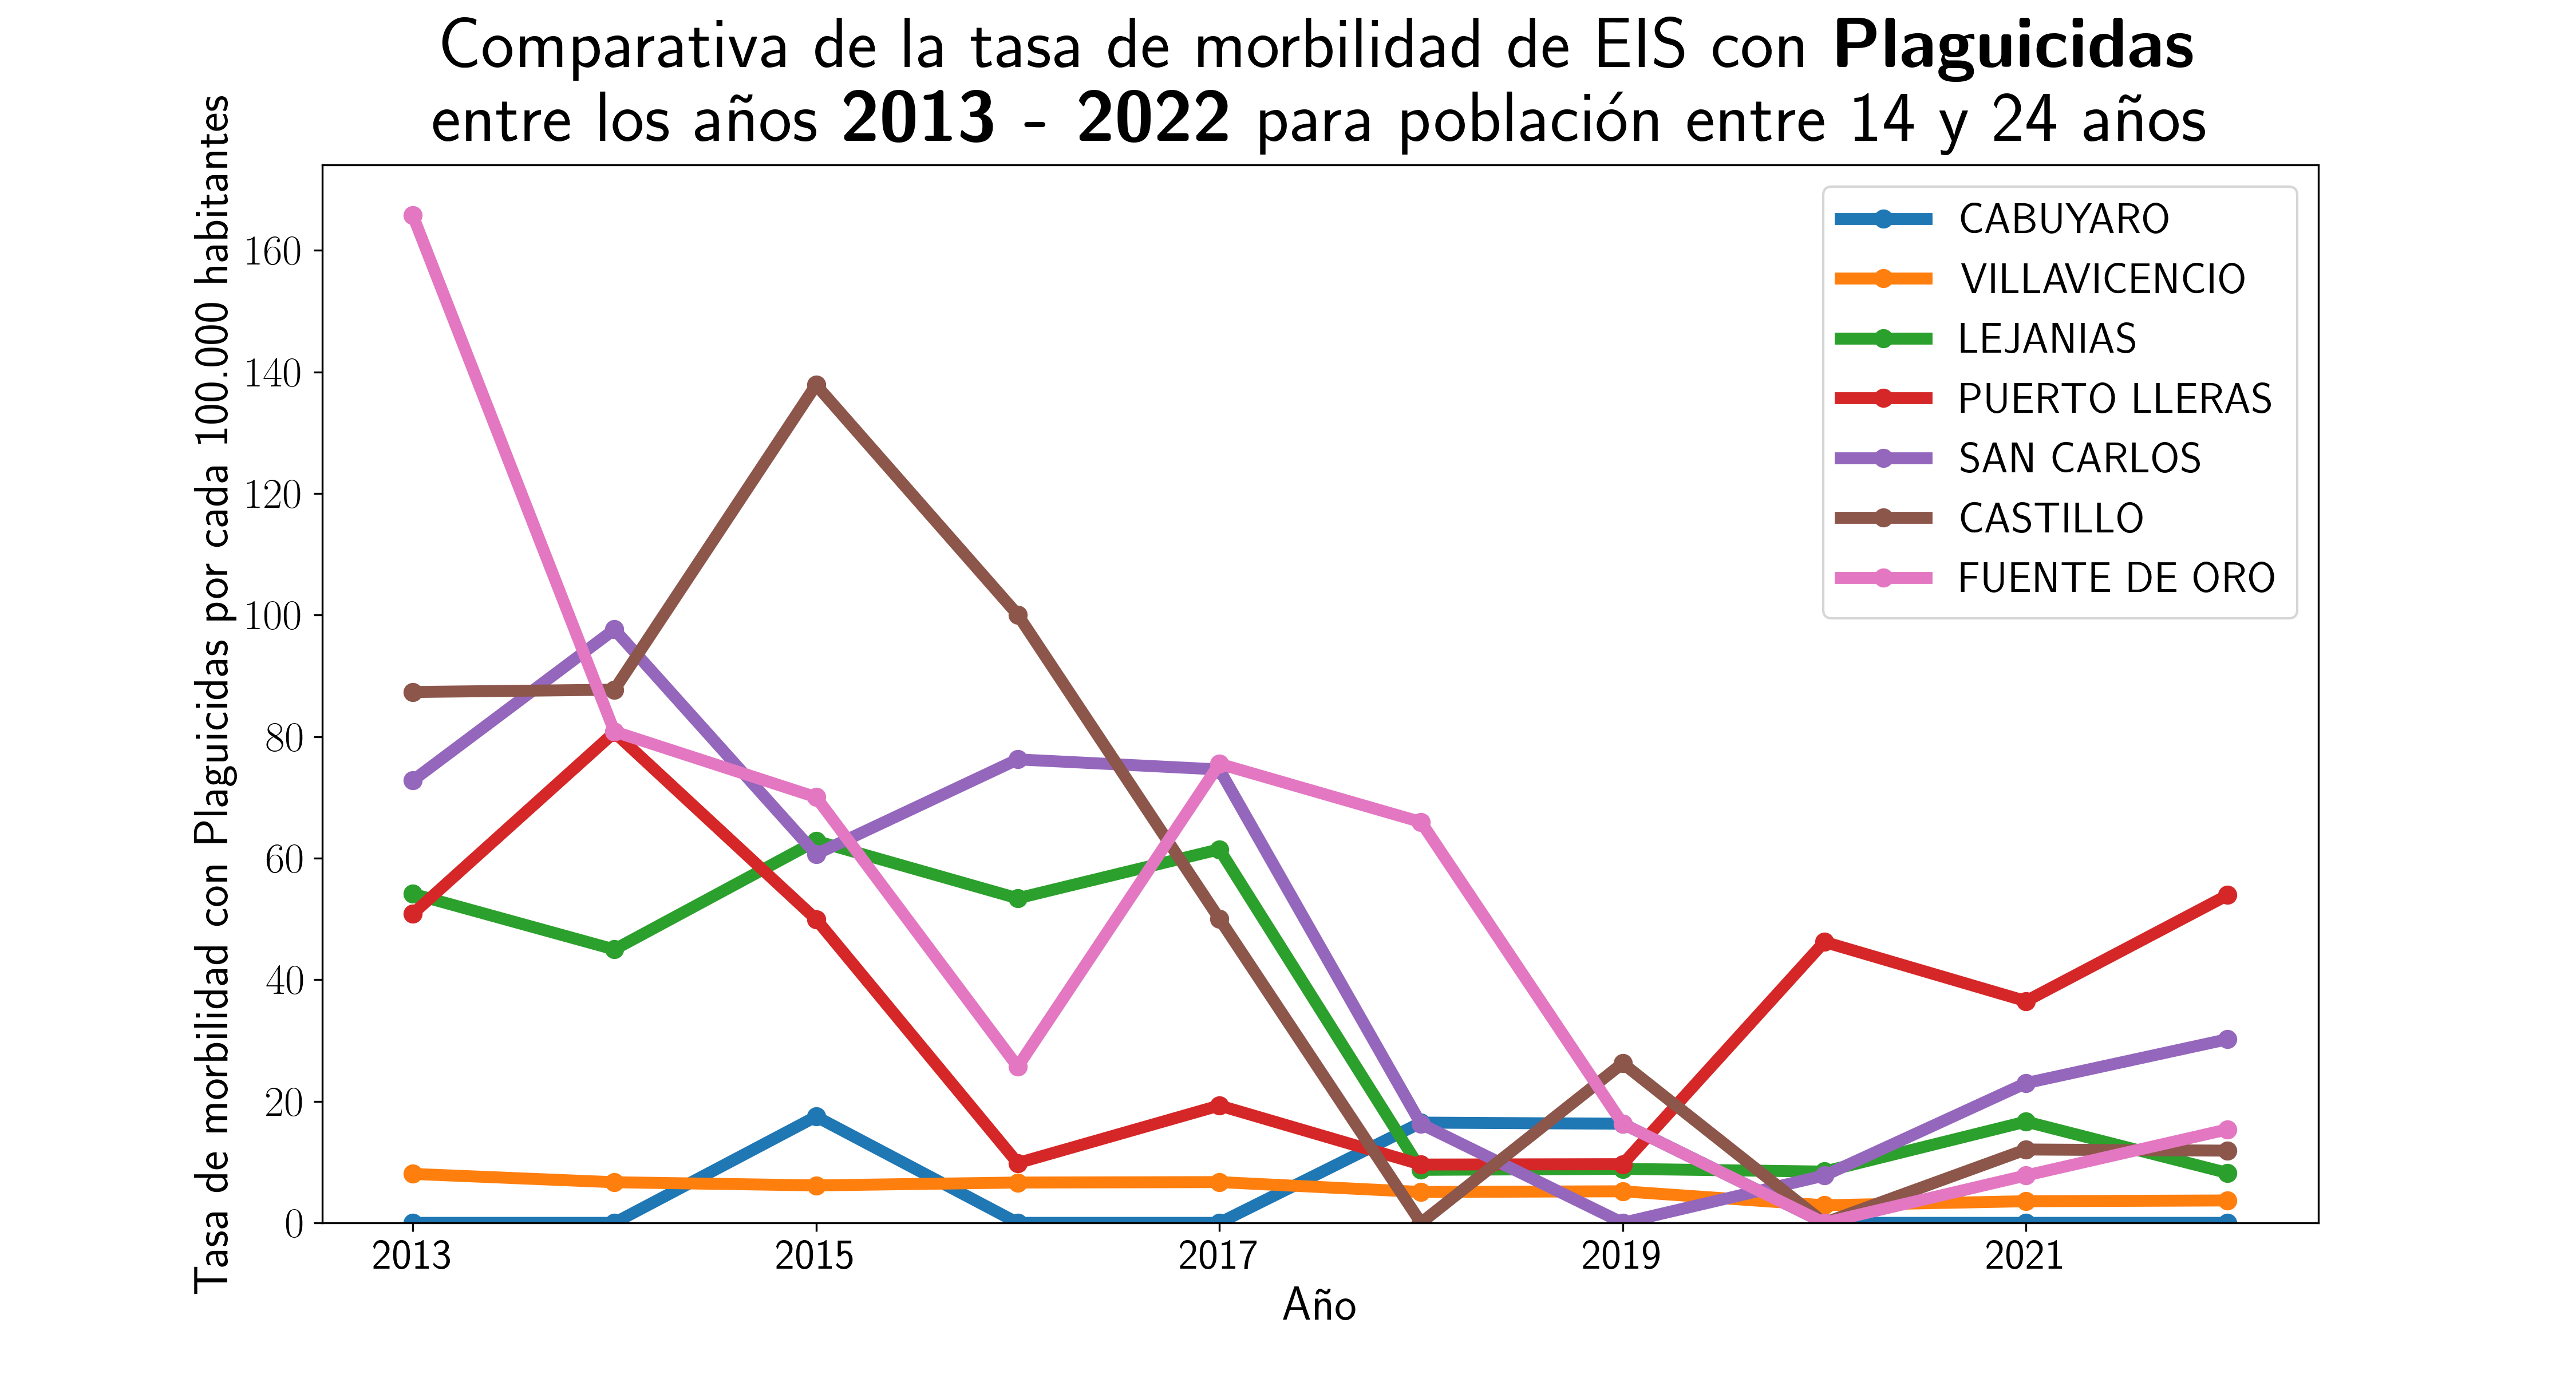 Comparativa de la tasa de morbilidad de EIS con Plaguicidas
entre los años 2013 - 2022 para población entre 14 y 24 años
Tasa de morbilidad con Plaguicidas por cada 100.000 habitantes
160
140
120
100
80
60
40
20
0
CABUYARO
VILLAVICENCIO
LEJANIAS
PUERTO LLERAS
SAN CARLOS
CASTILLO
FUENTE DE ORO
2013 2015 2017 2019 2021
Año